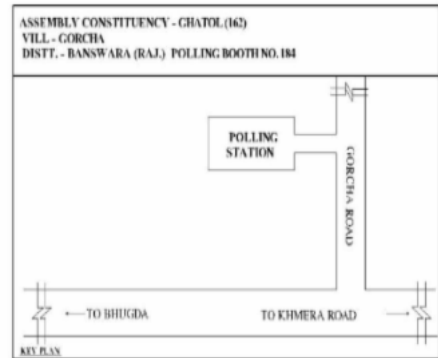 ASSEMBLY CONSTITUENCY - GHATOL (162)
VILL - GORCHA
DISTT. - BANSWARA (RAJ.) POLLING BOOTH NO. 184
POLLING
STATION
GORCHA ROAD
TO BHUGDA
TO KHMERA ROAD
KEY PLAN